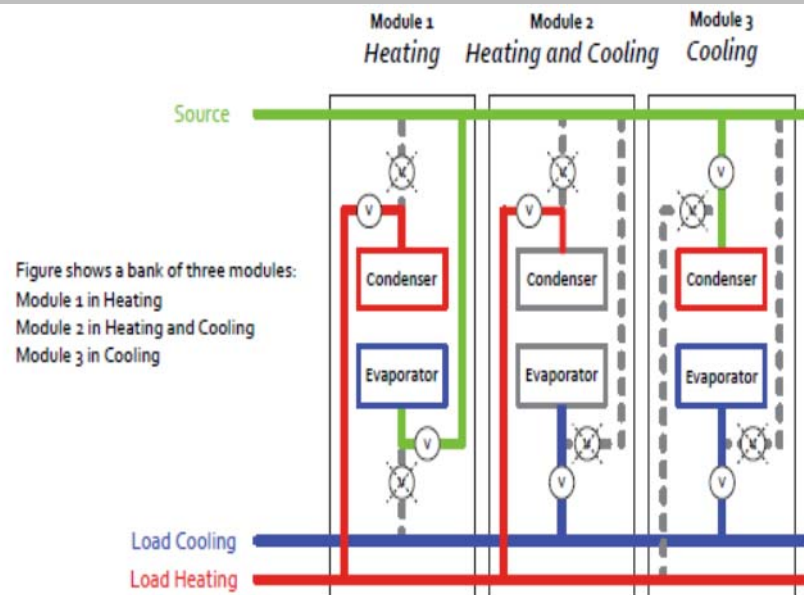 Module 1
Heating
Module 2
Heating and Cooling
Module 3
Cooling
Source
V
V
V
V
V
V
Figure shows a bank of three modules:
Module 1 in Heating
Module 2 in Heating and Cooling
Module 3 in Cooling
Condenser
Condenser
Condenser
Evaporator
Evaporator
Evaporator
V
V
V
V
V
V
Load Cooling
Load Heating